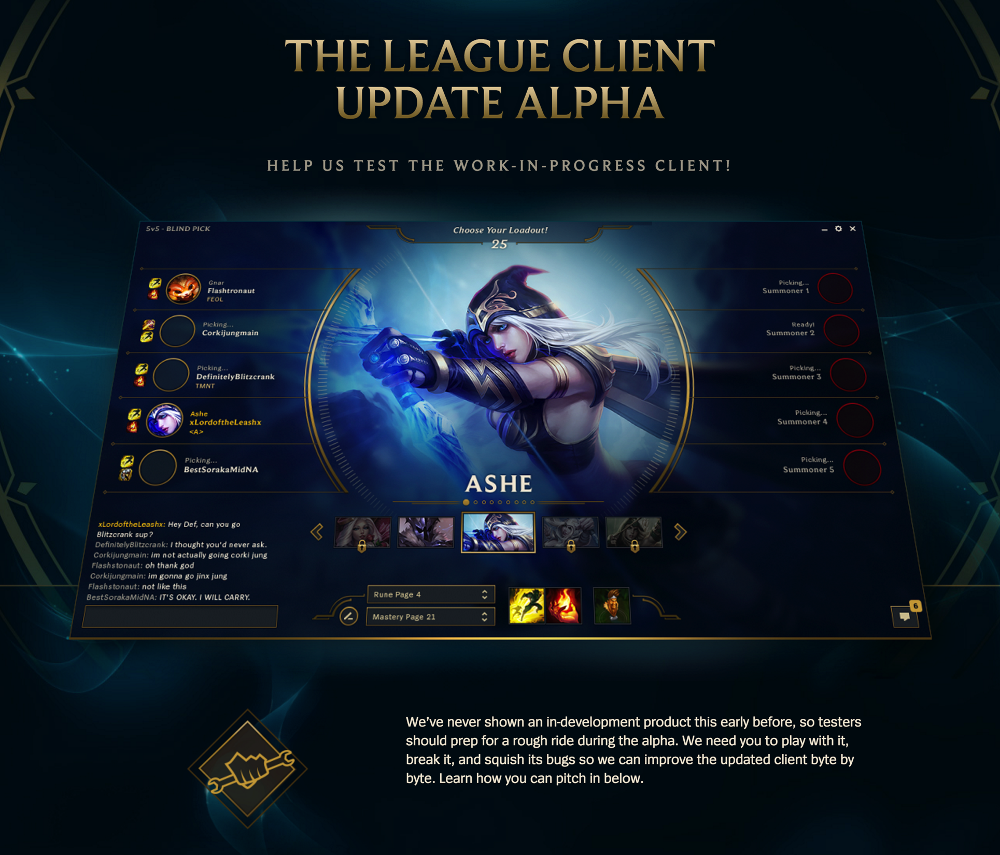 THE LEAGUE CLIENT
UPDATE ALPHA
HELP US TEST THE WORK-IN-PROGRESS CLIENT!
5v5 - BLIND PICK
Choose Your Loadout!
25
Gnar
Flashtronaut
FEOL
Picking...
Corkijungmain
Picking...
DefinitelyBlitzcrank
TMNT
Ashe
xLordoftheLeashx
<A>
Picking...
BestSorakaMidNA
Picking...
Summoner 1
Ready!
Summoner 2
Picking...
Summoner 3
Picking...
Summoner 4
Picking...
Summoner 5
ASHE
xLordoftheLeashx: Hey Def, can you go
Blitzcrank sup?
DefinitelyBlitzcrank: I thought you'd never ask.
Corkijungmain: im not actually going corki jung
Flashstonaut: oh thank god
Corkijungmain: im gonna go jinx jung
Flashstonaut: not like this
BestSorakaMidNA: IT'S OKAY. I WILL CARRY.
Rune Page 4
Mastery Page 21
6
We’ve never shown an in-development product this early before, so testers
should prep for a rough ride during the alpha. We need you to play with it,
break it, and squish its bugs so we can improve the updated client byte by
byte. Learn how you can pitch in below.